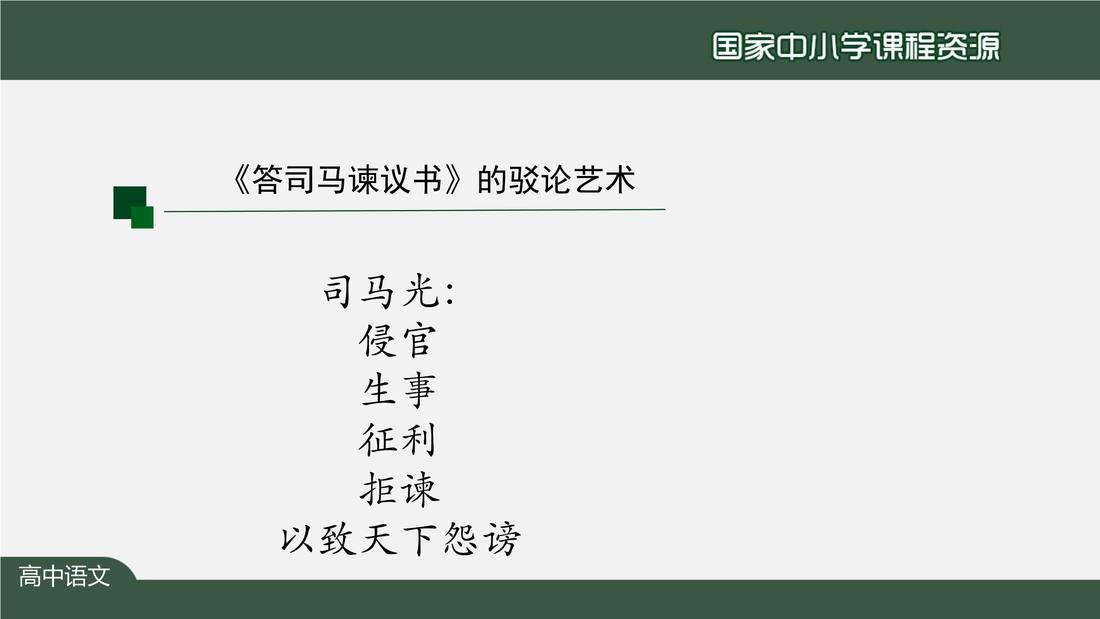 国家中小学课程资源
《答司马谏议书》的驳论艺术
司马光：
侵官
生事
征利
拒谏
以致天下怨谤
高中语文